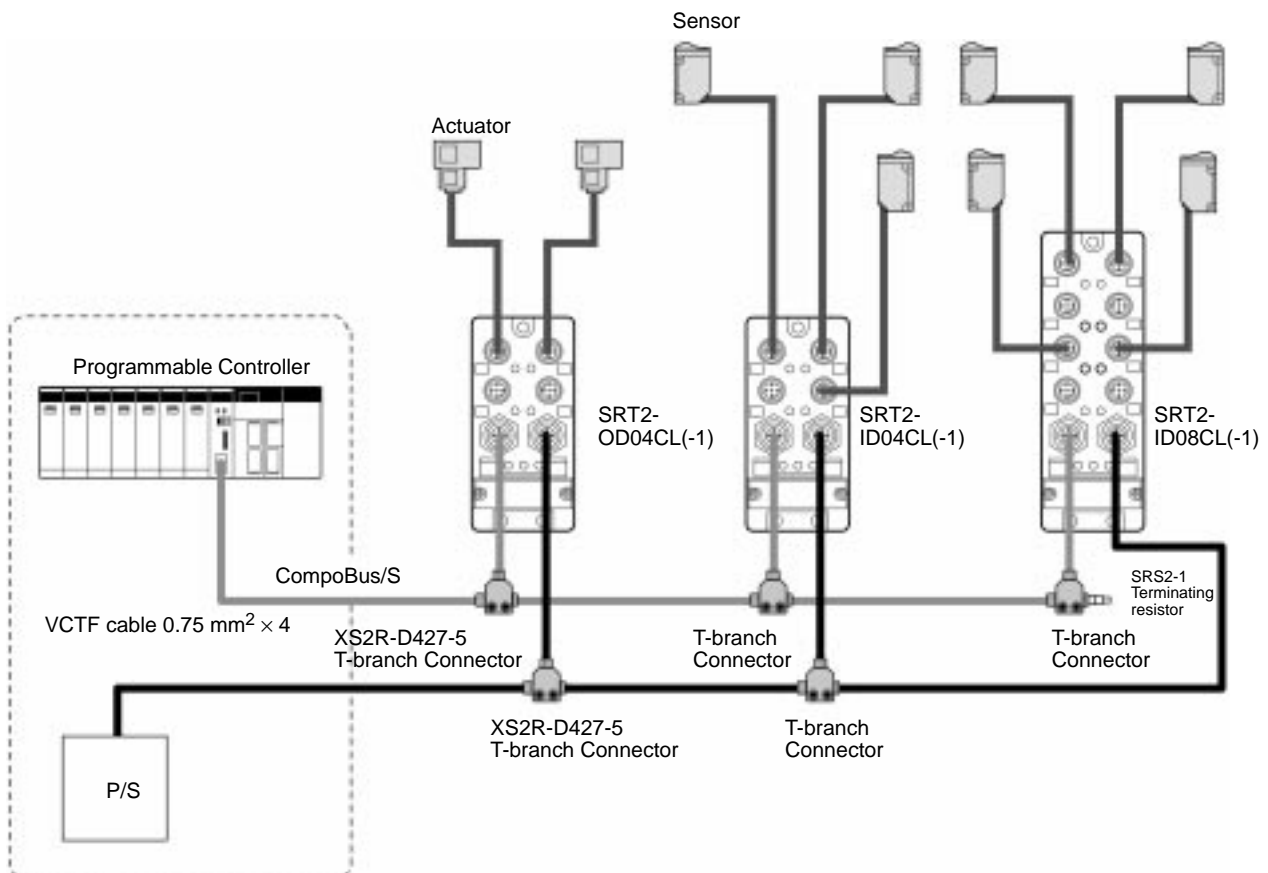 Sensor
Actuator
Programmable Controller
SRT2-
OD04CL(-1)
SRT2-
ID04CL(-1)
SRT2-
ID08CL(-1)
CompoBus/S
SRS2-1
Terminating
resistor
VCTF cable 0.75 mm² × 4
XS2R-D427-5
T-branch Connector
T-branch
Connector
T-branch
Connector
XS2R-D427-5
T-branch Connector
T-branch
Connector
P/S